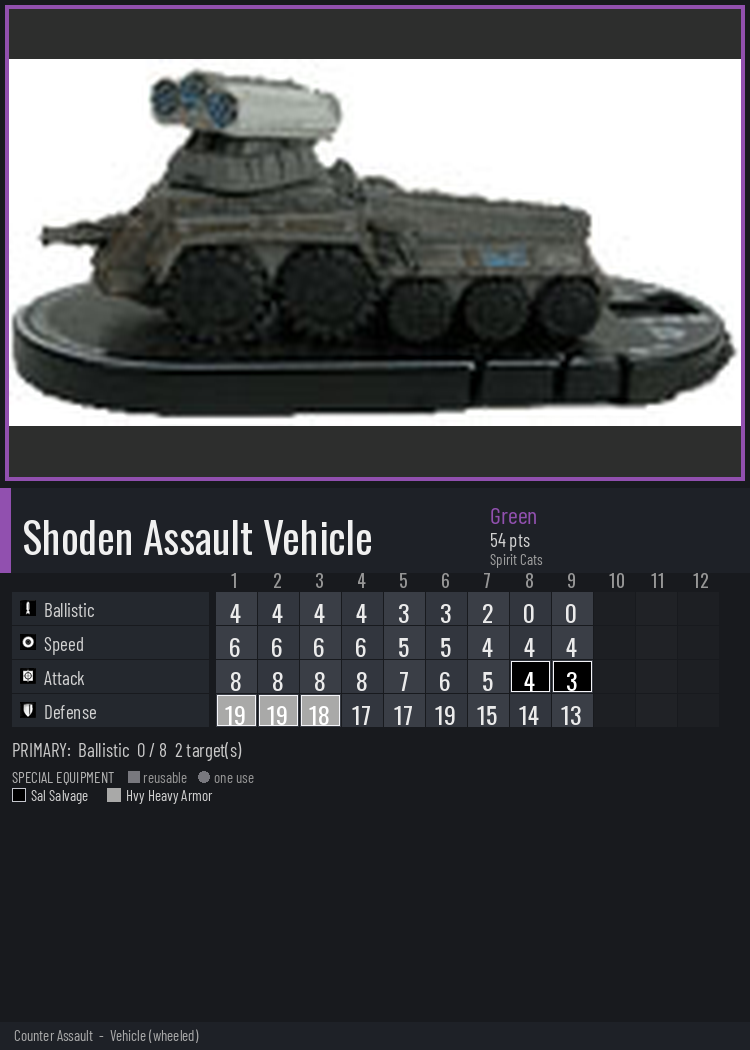 Shoden Assault Vehicle
Green
54 pts
Spirit Cats
1 2 3 4 5 6 7 8 9 10 11 12
Ballistic 4 4 4 4 3 3 2 0 0
Speed 6 6 6 6 5 5 4 4 4
Attack 8 8 8 8 7 6 5 4 3
Defense 19 19 18 17 17 19 15 14 13
PRIMARY: Ballistic 0 / 8 2 target(s)
SPECIAL EQUIPMENT reusable one use
Sal Salvage Hvy Heavy Armor
Counter Assault - Vehicle (wheeled)